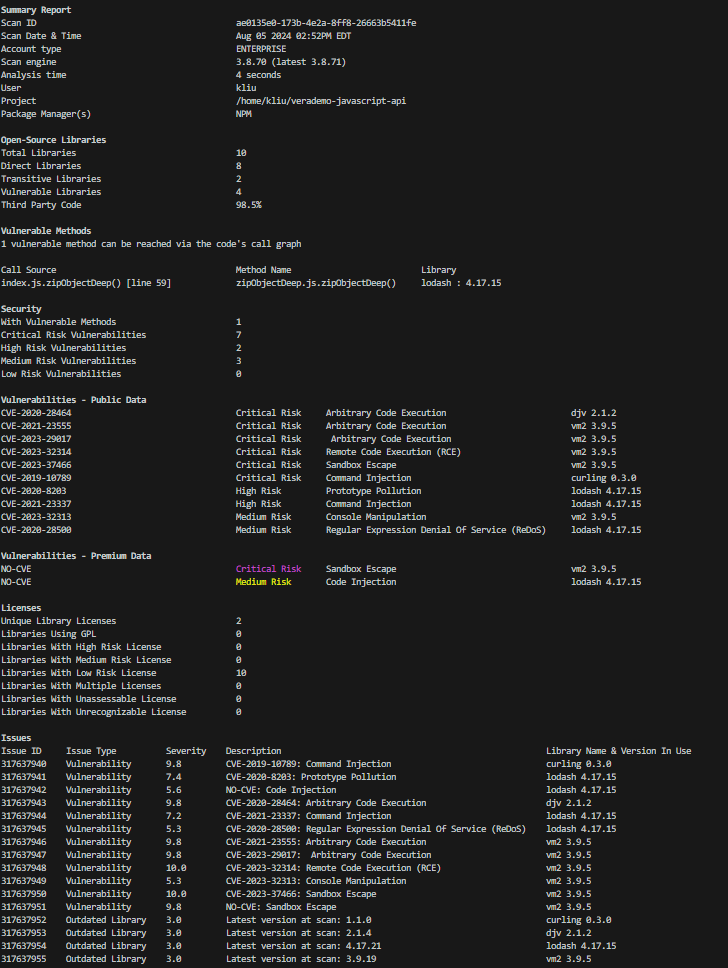 Summary Report
Scan ID ae0135e0-173b-4e2a-8ff8-26663b5411fe
Scan Date & Time Aug 05 2024 02:52PM EDT
Account type ENTERPRISE
Scan engine 3.8.70 (latest 3.8.71)
Analysis time 4 seconds
User kliu
Project /home/kliu/verademo-javascript-api
Package Manager(s) NPM
Open-Source Libraries
Total Libraries 10
Direct Libraries 8
Transitive Libraries 2
Vulnerable Libraries 4
Third Party Code 98.5%
Vulnerable Methods
1 vulnerable method can be reached via the code's call graph
Call Source Method Name Library
index.js.zipObjectDeep() [line 59] zipObjectDeep.js.zipObjectDeep() lodash : 4.17.15
Security
With Vulnerable Methods 1
Critical Risk Vulnerabilities 7
High Risk Vulnerabilities 2
Medium Risk Vulnerabilities 3
Low Risk Vulnerabilities 0
Vulnerabilities - Public Data
CVE-2020-28464 Critical Risk Arbitrary Code Execution djv 2.1.2
CVE-2021-23555 Critical Risk Arbitrary Code Execution vm2 3.9.5
CVE-2023-29017 Critical Risk Arbitrary Code Execution vm2 3.9.5
CVE-2023-32314 Critical Risk Remote Code Execution (RCE) vm2 3.9.5
CVE-2023-37466 Critical Risk Sandbox Escape vm2 3.9.5
CVE-2019-10789 Critical Risk Command Injection curling 0.3.0
CVE-2020-8203 High Risk Prototype Pollution lodash 4.17.15
CVE-2021-23337 High Risk Command Injection lodash 4.17.15
CVE-2023-32313 Medium Risk Console Manipulation vm2 3.9.5
CVE-2020-28500 Medium Risk Regular Expression Denial Of Service (ReDoS) lodash 4.17.15
Vulnerabilities - Premium Data
NO-CVE Critical Risk Sandbox Escape vm2 3.9.5
NO-CVE Medium Risk Code Injection lodash 4.17.15
Licenses
Unique Library Licenses 2
Libraries Using GPL 0
Libraries With High Risk License 0
Libraries With Medium Risk License 0
Libraries With Low Risk License 10
Libraries With Multiple Licenses 0
Libraries With Unassessable License 0
Libraries With Unrecognizable License 0
Issues
Issue ID Issue Type Severity Description Library Name & Version In Use
317637940 Vulnerability 9.8 CVE-2019-10789: Command Injection curling 0.3.0
317637941 Vulnerability 7.4 CVE-2020-8203: Prototype Pollution lodash 4.17.15
317637942 Vulnerability 5.6 NO-CVE: Code Injection lodash 4.17.15
317637943 Vulnerability 9.8 CVE-2020-28464: Arbitrary Code Execution djv 2.1.2
317637944 Vulnerability 7.2 CVE-2021-23337: Command Injection lodash 4.17.15
317637945 Vulnerability 5.3 CVE-2020-28500: Regular Expression Denial Of Service (ReDoS) lodash 4.17.15
317637946 Vulnerability 9.8 CVE-2021-23555: Arbitrary Code Execution vm2 3.9.5
317637947 Vulnerability 9.8 CVE-2023-29017: Arbitrary Code Execution vm2 3.9.5
317637948 Vulnerability 10.0 CVE-2023-32314: Remote Code Execution (RCE) vm2 3.9.5
317637949 Vulnerability 5.3 CVE-2023-32313: Console Manipulation vm2 3.9.5
317637950 Vulnerability 10.0 CVE-2023-37466: Sandbox Escape vm2 3.9.5
317637951 Vulnerability 9.8 NO-CVE: Sandbox Escape vm2 3.9.5
317637952 Outdated Library 3.0 Latest version at scan: 1.1.0 curling 0.3.0
317637953 Outdated Library 3.0 Latest version at scan: 2.1.4 djv 2.1.2
317637954 Outdated Library 3.0 Latest version at scan: 4.17.21 lodash 4.17.15
317637955 Outdated Library 3.0 Latest version at scan: 3.9.19 vm2 3.9.5